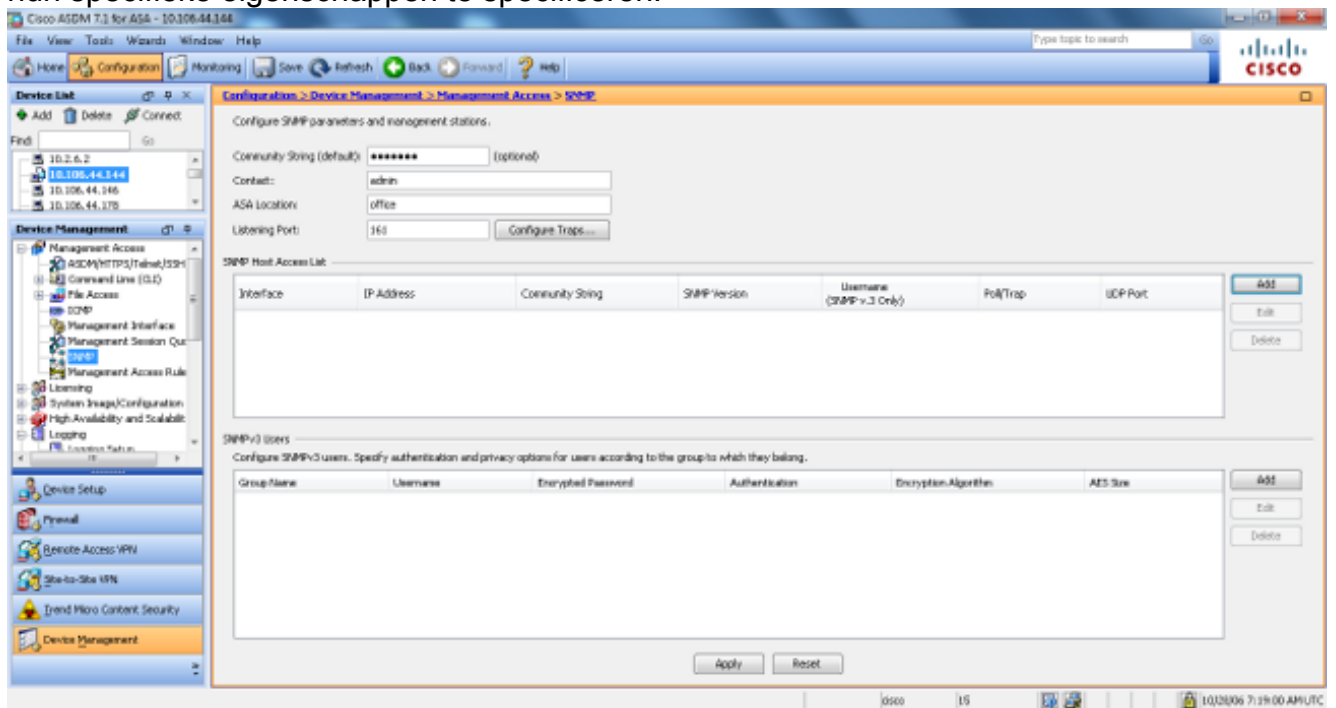 hun specifieke eigenschappen te specificeren.
Cisco ASDM 7.1 for ASA - 10.106.44.144
File View Tools Wizards Window Help
Type topic to search Go
Home Configuration Monitoring Save Refresh Back Forward Help
CISCO
Device List
Add Delete Connect
Find: Go
10.2.6.2
10.106.44.144
10.106.44.146
10.106.44.178
Device Management
Management Access
ASDM/HTTPS/Telnet/SSH
Command Line (CLI)
File Access
ICMP
Management Interface
Management Session Quo
SNMP
Management Access Rule
Licensing
System Image/Configuration
High Availability and Scalabilit
Logging
Logging Setup
Device Setup
Firewall
Remote Access VPN
Site-to-Site VPN
Trend Micro Content Security
Device Management
Configuration > Device Management > Management Access > SNMP
Configure SNMP parameters and management stations.
Community String (default): ●●●●●●● (optional)
Contact: admin
ASA Location: office
Listening Port: 161 Configure Traps....
SNMP Host Access List
Interface IP Address Community String SNMP Version Username (SNMP v.3 Only) Poll/Trap UDP Port
Add
Edit
Delete
SNMPv3 Users
Configure SNMPv3 users. Specify authentication and privacy options for users according to the group to which they belong.
Group Name Username Encrypted Password Authentication Encryption Algorithm AES Size
Add
Edit
Delete
Apply Reset
cisco 15 10/28/06 7:19:00 AM UTC